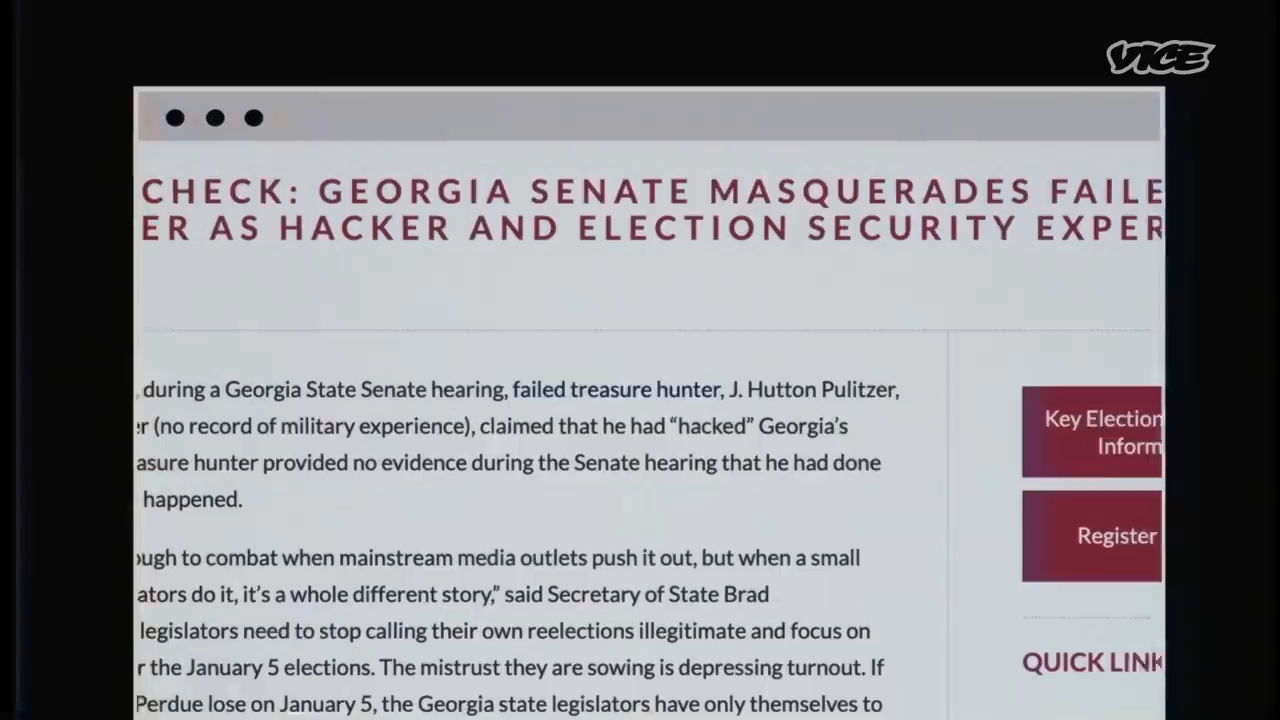 VICE
CHECK: GEORGIA SENATE MASQUERADES FAILE
ER AS HACKER AND ELECTION SECURITY EXPER
, during a Georgia State Senate hearing, failed treasure hunter, J. Hutton Pulitzer,
er (no record of military experience), claimed that he had “hacked” Georgia’s
asure hunter provided no evidence during the Senate hearing that he had done
happened.
ough to combat when mainstream media outlets push it out, but when a small
ators do it, it’s a whole different story,” said Secretary of State Brad
legislators need to stop calling their own reelections illegitimate and focus on
r the January 5 elections. The mistrust they are sowing is depressing turnout. If
Perdue lose on January 5, the Georgia state legislators have only themselves to
Key Election
Inform
Register
QUICK LINK